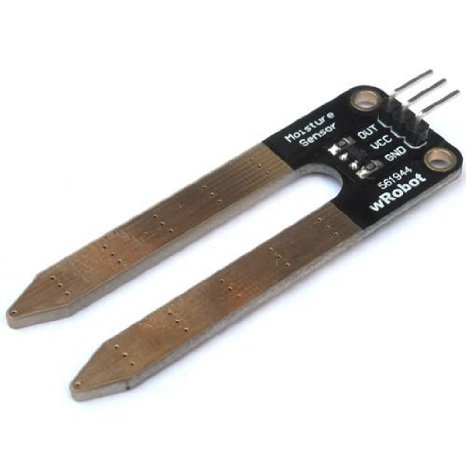 Moisture
Sensor
OUT
VCC
GND
561944
wRobot